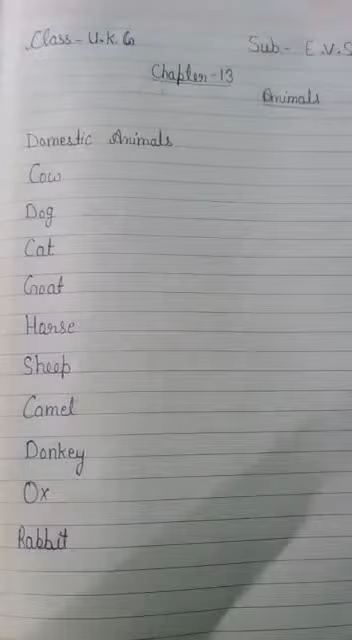 Class - U.K.G Sub - E.V.S
Chapter-13
Animals
Domestic Animals
Cow
Dog
Cat
Goat
Horse
Sheep
Camel
Donkey
Ox
Rabbit